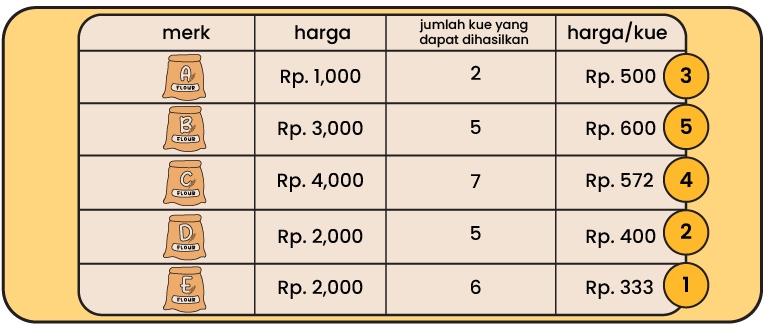 merk harga jumlah kue yang dapat dihasilkan harga/kue
A FLOUR Rp. 1,000 2 Rp. 500 3
B FLOUR Rp. 3,000 5 Rp. 600 5
C FLOUR Rp. 4,000 7 Rp. 572 4
D FLOUR Rp. 2,000 5 Rp. 400 2
E FLOUR Rp. 2,000 6 Rp. 333 1